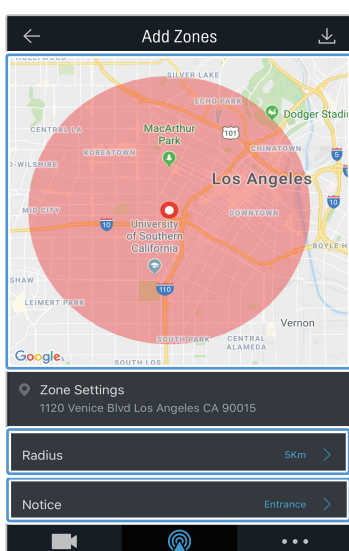 Add Zones
HOLLYWOOD
SILVER LAKE
ECHO PARK
Dodger Stadi
CENTRAL LA
MacArthur
Park
101
KOREATOWN
CHINATOWN
5
D-WILSHIRE
Los Angeles
10
MID-CITY
DOWNTOWN
10
University
of Southern
California
BOYLE H
SHAW
110
LEIMERT PARK
Vernon
SOUTH PARK
CENTRAL
ALAMEDA
Google
SOUTH LOS
Zone Settings
1120 Venice Blvd Los Angeles CA 90015
Radius 5Km
Notice Entrance